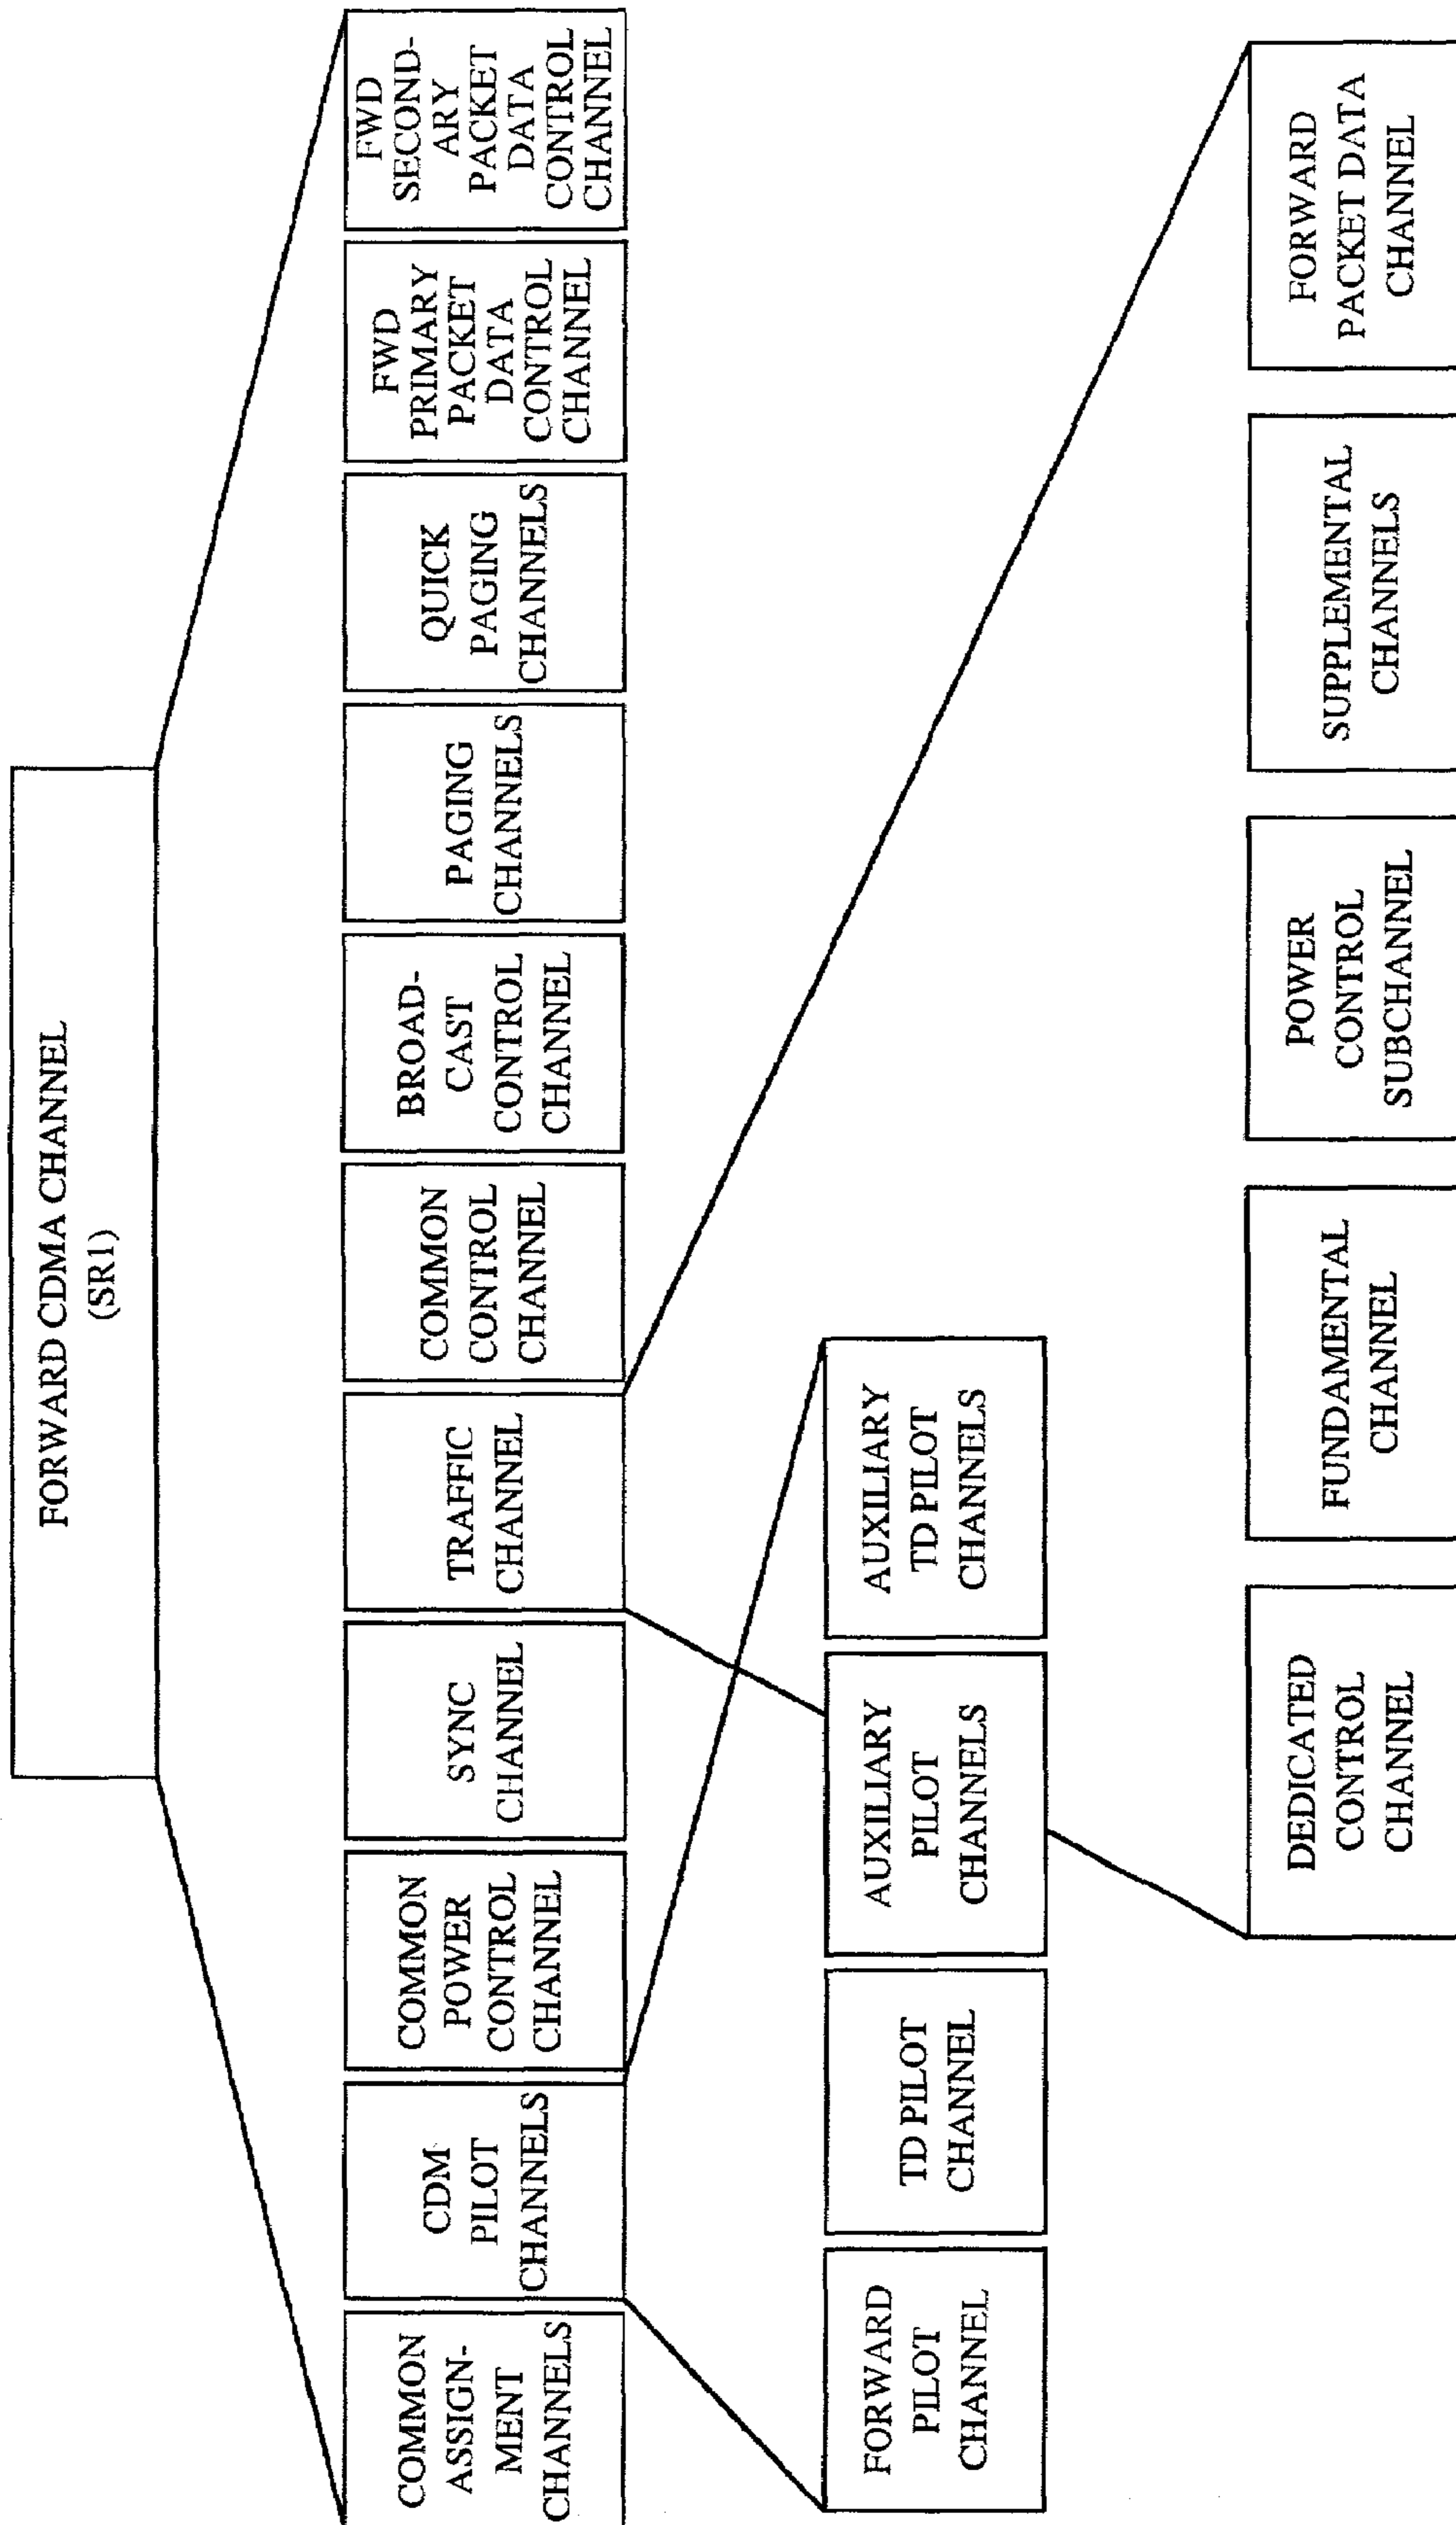 FORWARD CDMA CHANNEL
(SR1)
COMMON
ASSIGN-
MENT
CHANNELS
CDM
PILOT
CHANNELS
COMMON
POWER
CONTROL
CHANNEL
SYNC
CHANNEL
TRAFFIC
CHANNEL
COMMON
CONTROL
CHANNEL
BROAD-
CAST
CONTROL
CHANNEL
PAGING
CHANNELS
QUICK
PAGING
CHANNELS
FWD
PRIMARY
PACKET
DATA
CONTROL
CHANNEL
FWD
SECOND-
ARY
PACKET
DATA
CONTROL
CHANNEL
FORWARD
PILOT
CHANNEL
TD PILOT
CHANNEL
AUXILIARY
PILOT
CHANNELS
AUXILIARY
TD PILOT
CHANNELS
DEDICATED
CONTROL
CHANNEL
FUNDAMENTAL
CHANNEL
POWER
CONTROL
SUBCHANNEL
SUPPLEMENTAL
CHANNELS
FORWARD
PACKET DATA
CHANNEL